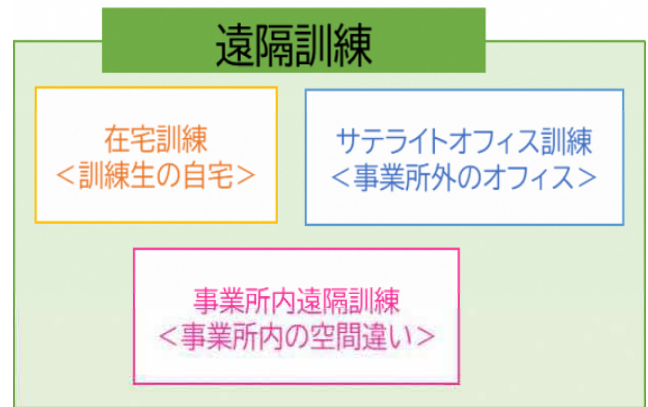 遠隔訓練
在宅訓練
＜訓練生の自宅＞
サテライトオフィス訓練
＜事業所外のオフィス＞
事業所内遠隔訓練
＜事業所内の空間違い＞